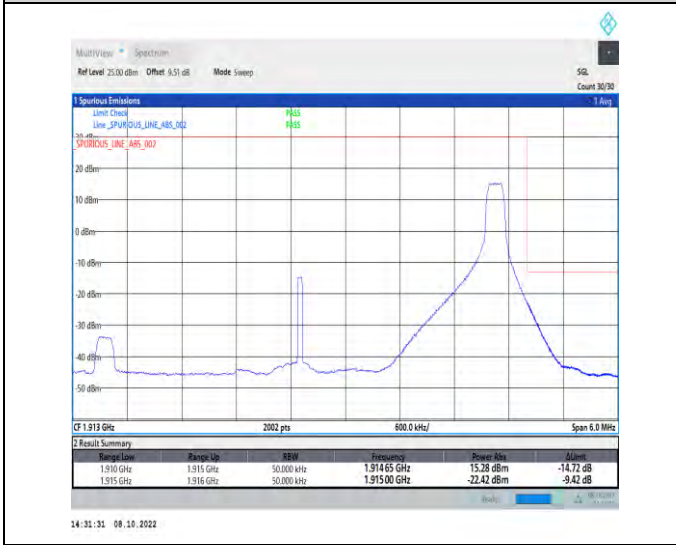 MultiView Spectrum
Ref Level 25.00 dBm Offset 9.51 dB Mode Sweep SGL
Count 30/30
1 Spurious Emissions 1 Avg
Limit Check PASS
Line _SPURIOUS_LINE_ABS_002 PASS
30 dBm
_SPURIOUS_LINE_ABS_002
20 dBm
10 dBm
0 dBm
-10 dBm
-20 dBm
-30 dBm
-40 dBm
-50 dBm
CF 1.913 GHz 2002 pts 600.0 kHz/ Span 6.0 MHz
2 Result Summary
Range Low Range Up RBW Frequency Power Abs ΔLimit
1.910 GHz 1.915 GHz 50.000 kHz 1.91465 GHz 15.28 dBm -14.72 dB
1.915 GHz 1.916 GHz 50.000 kHz 1.91500 GHz -22.42 dBm -9.42 dB
Ready
14:31:31 08.10.2022